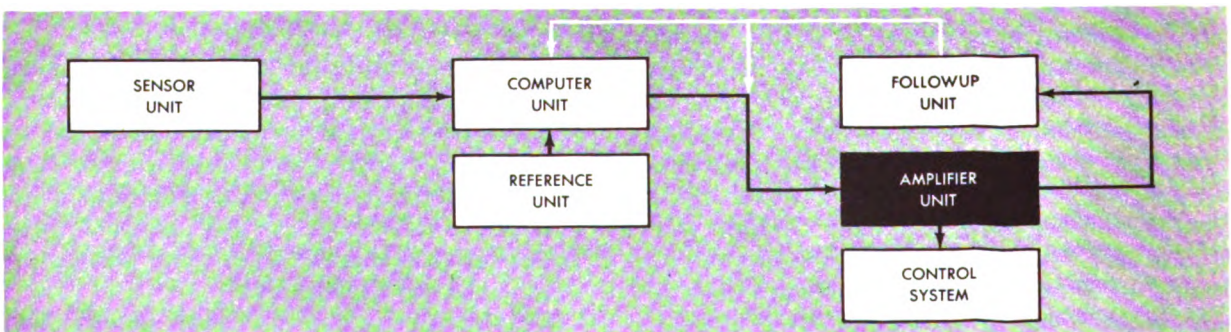 SENSOR
UNIT
COMPUTER
UNIT
FOLLOWUP
UNIT
REFERENCE
UNIT
AMPLIFIER
UNIT
CONTROL
SYSTEM